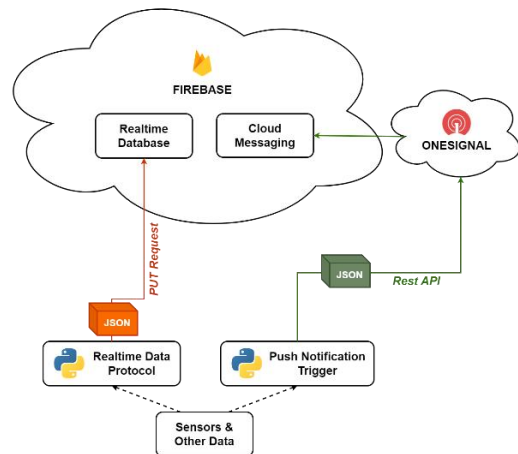 FIREBASE
Realtime
Database
Cloud
Messaging
ONESIGNAL
PUT Request
JSON
Rest API
JSON
Realtime Data
Protocol
Push Notification
Trigger
Sensors &
Other Data